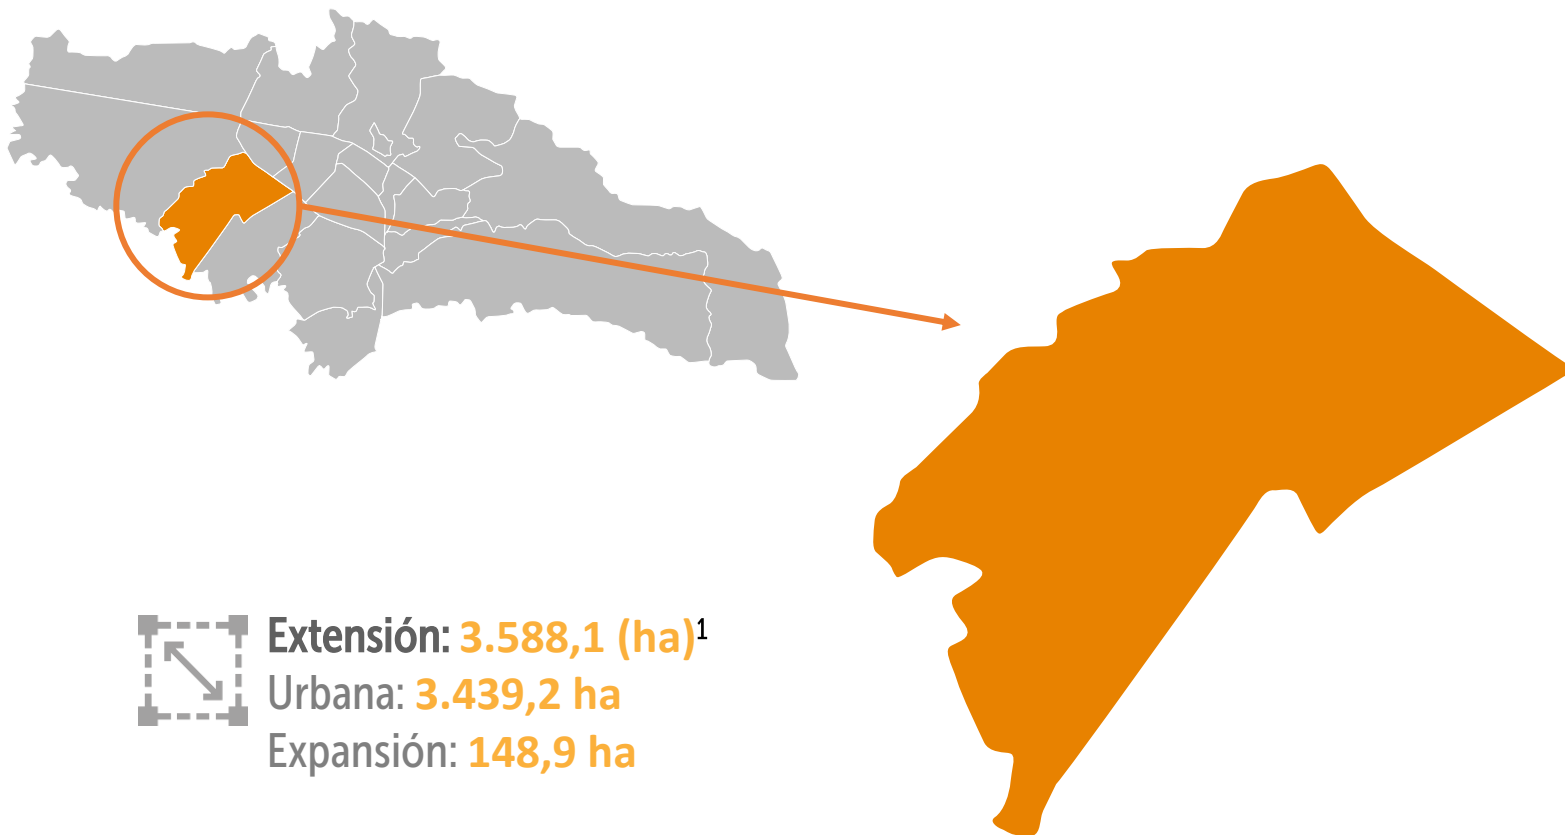 Extensión: 3.588,1 (ha)¹
Urbana: 3.439,2 ha
Expansión: 148,9 ha